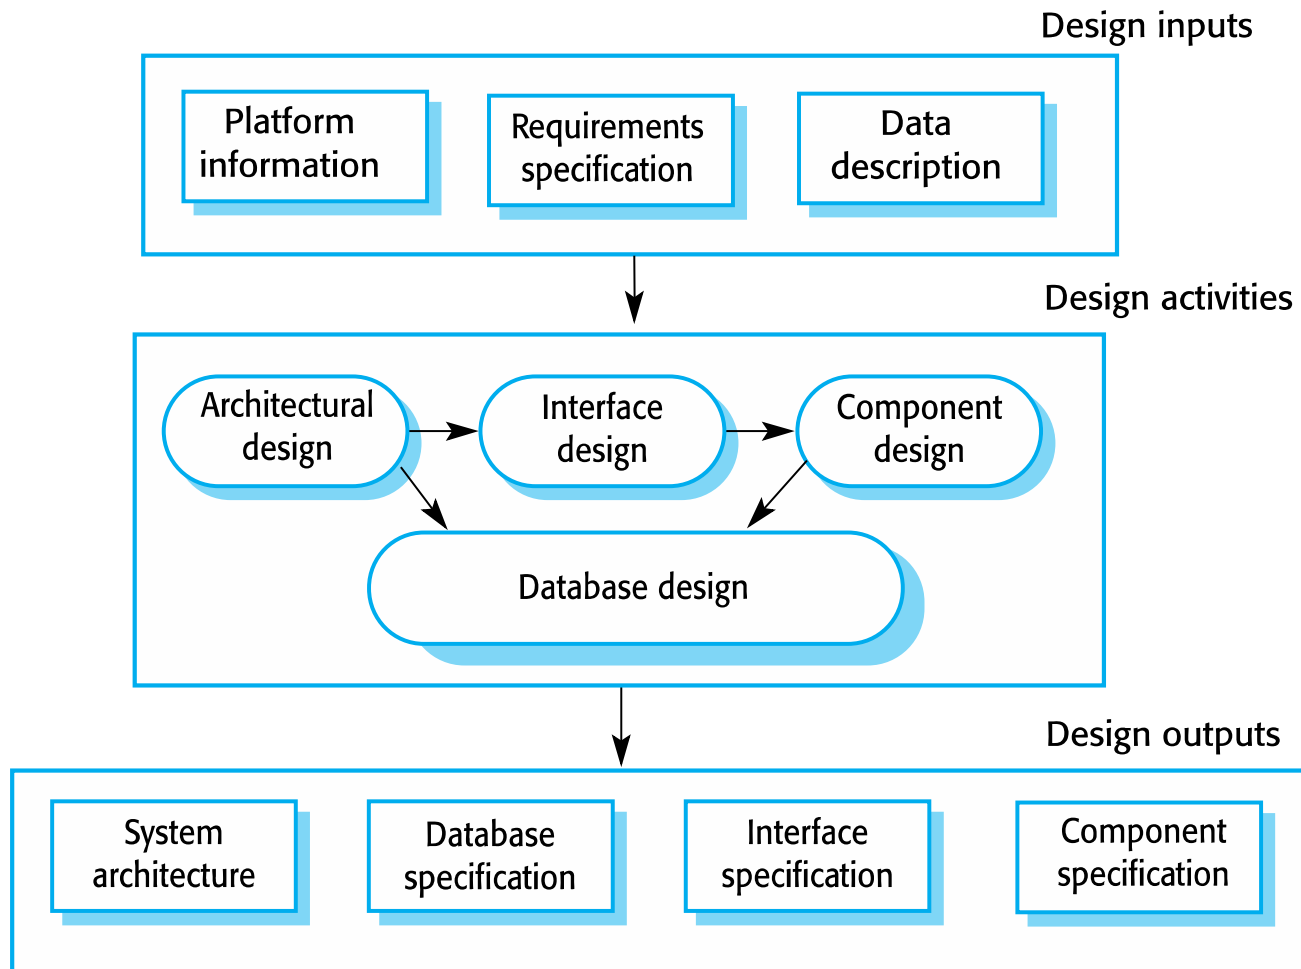 Design inputs
Platform
information
Requirements
specification
Data
description
Design activities
Architectural
design
Interface
design
Component
design
Database design
Design outputs
System
architecture
Database
specification
Interface
specification
Component
specification